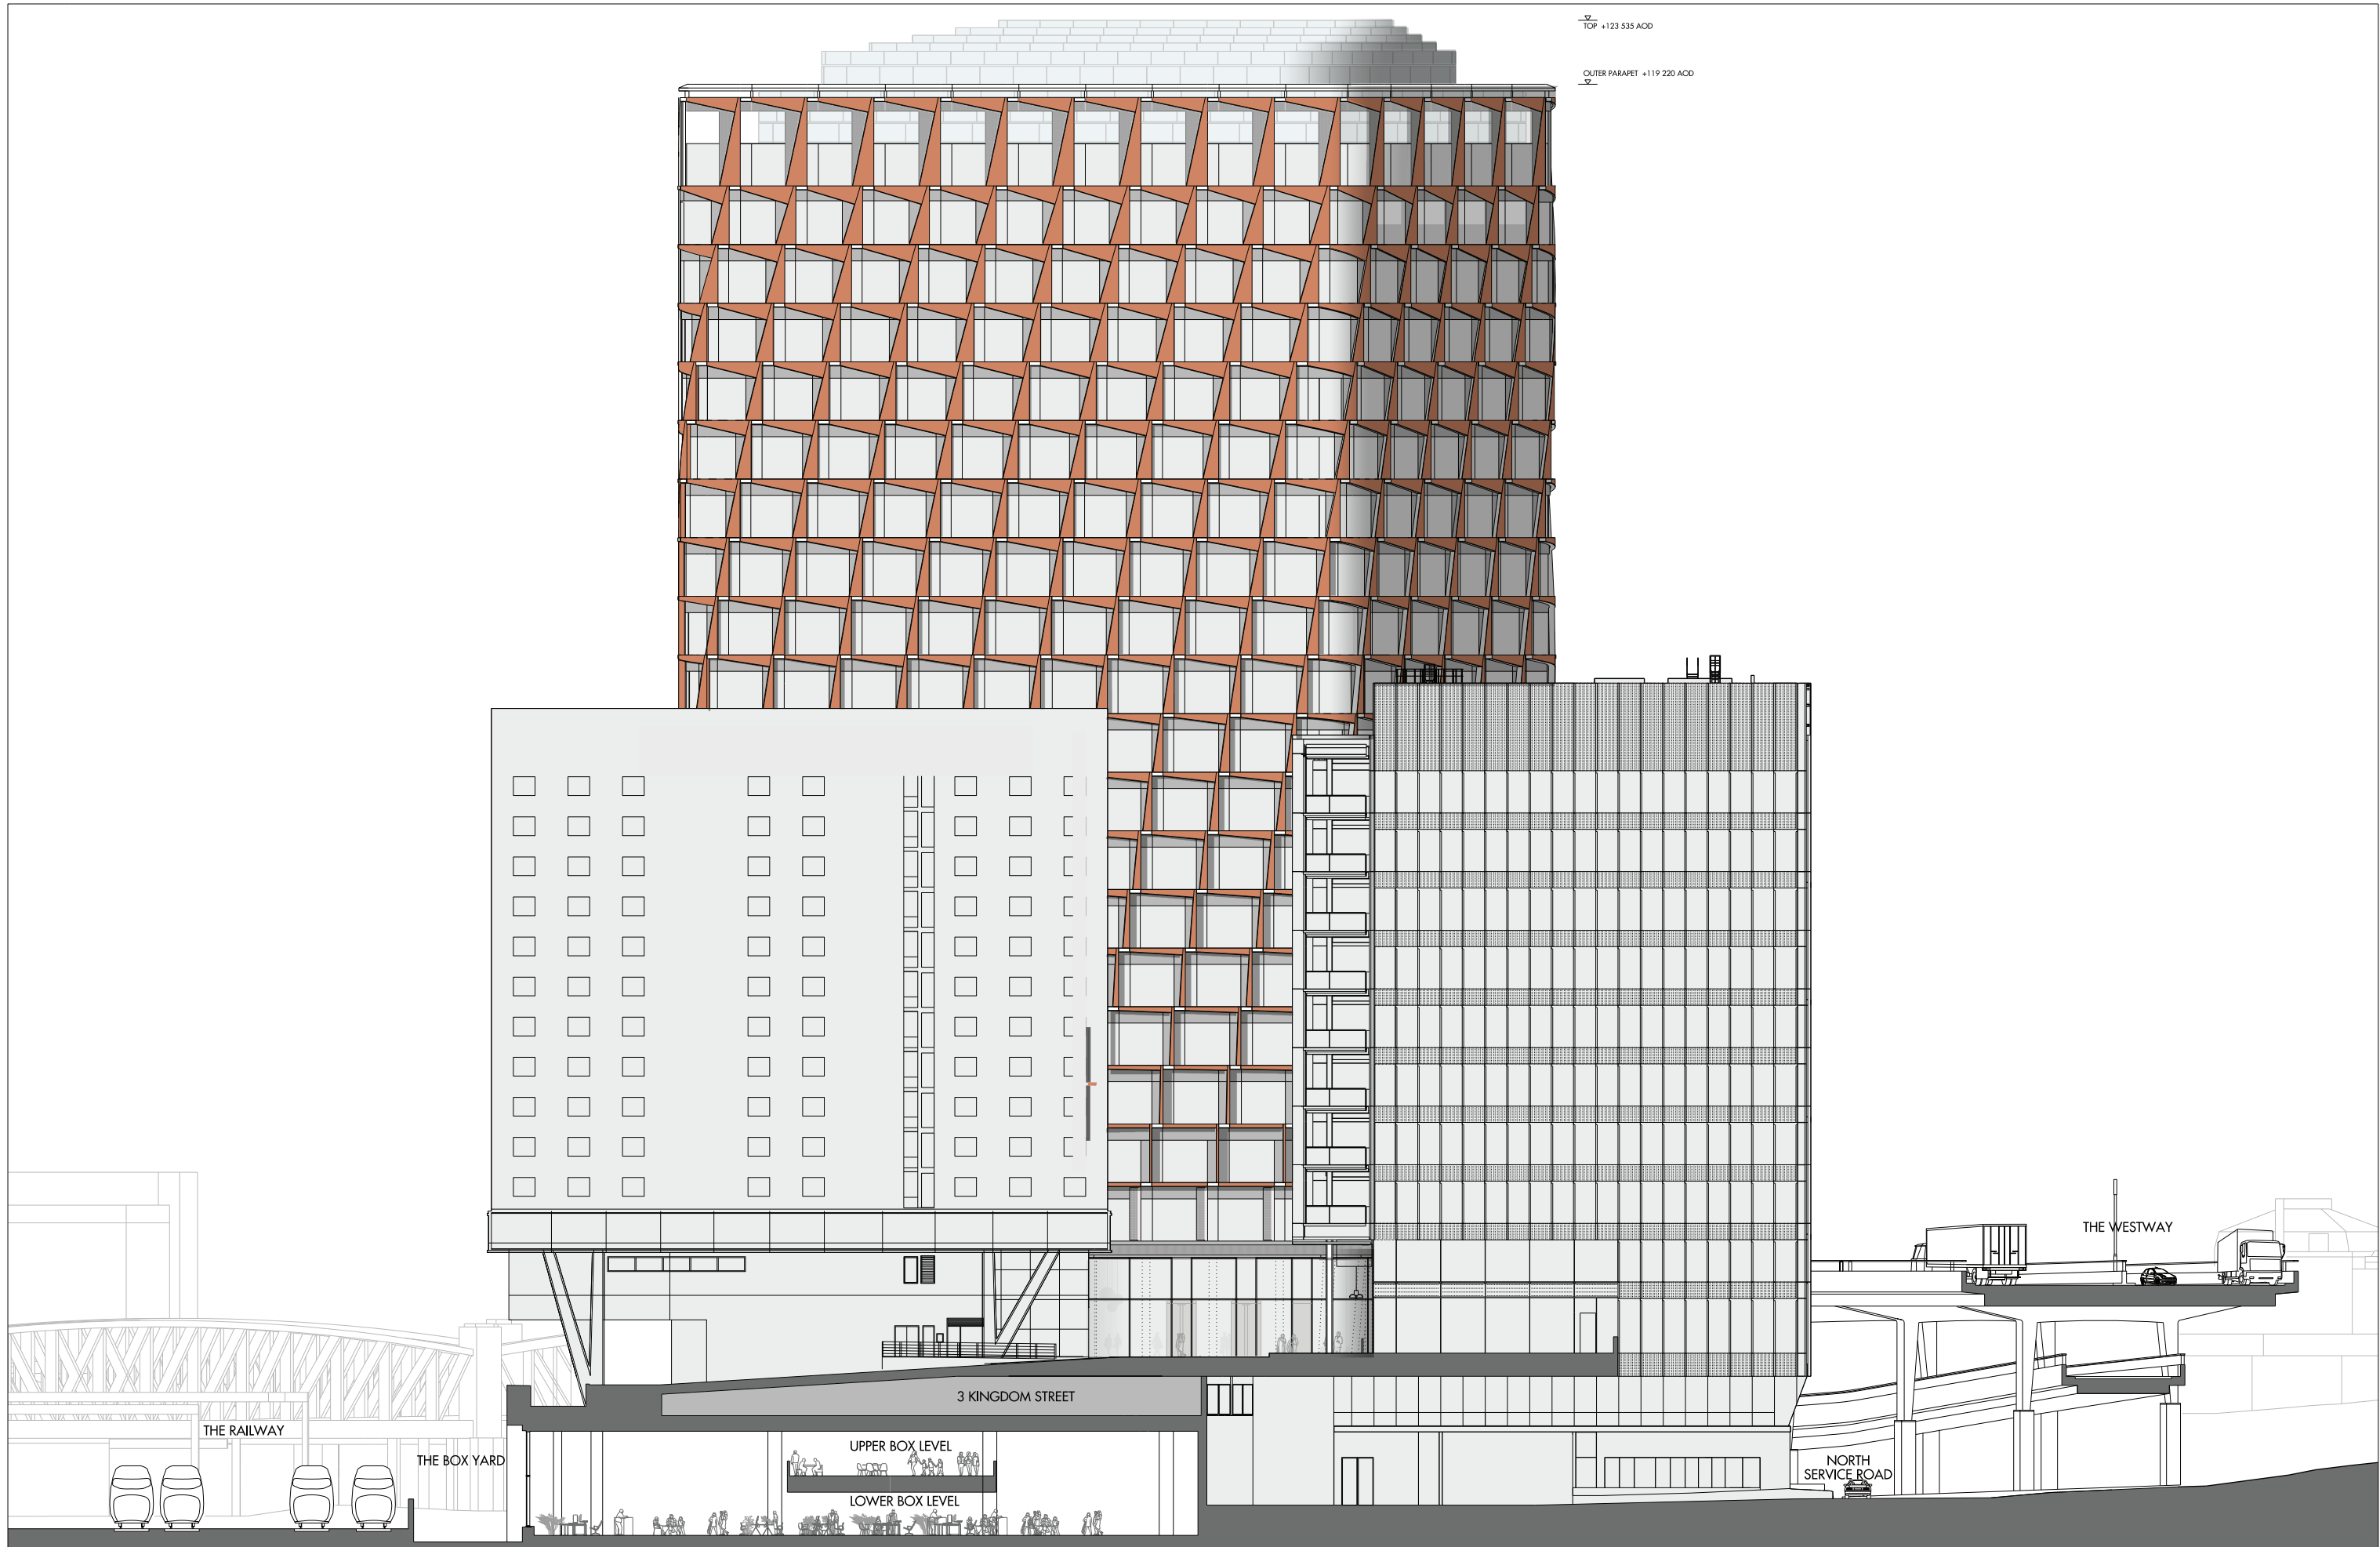 TOP +123 535 AOD
OUTER PARAPET +119 220 AOD
THE WESTWAY
3 KINGDOM STREET
THE RAILWAY
UPPER BOX LEVEL
THE BOX YARD
NORTH
SERVICE ROAD
LOWER BOX LEVEL